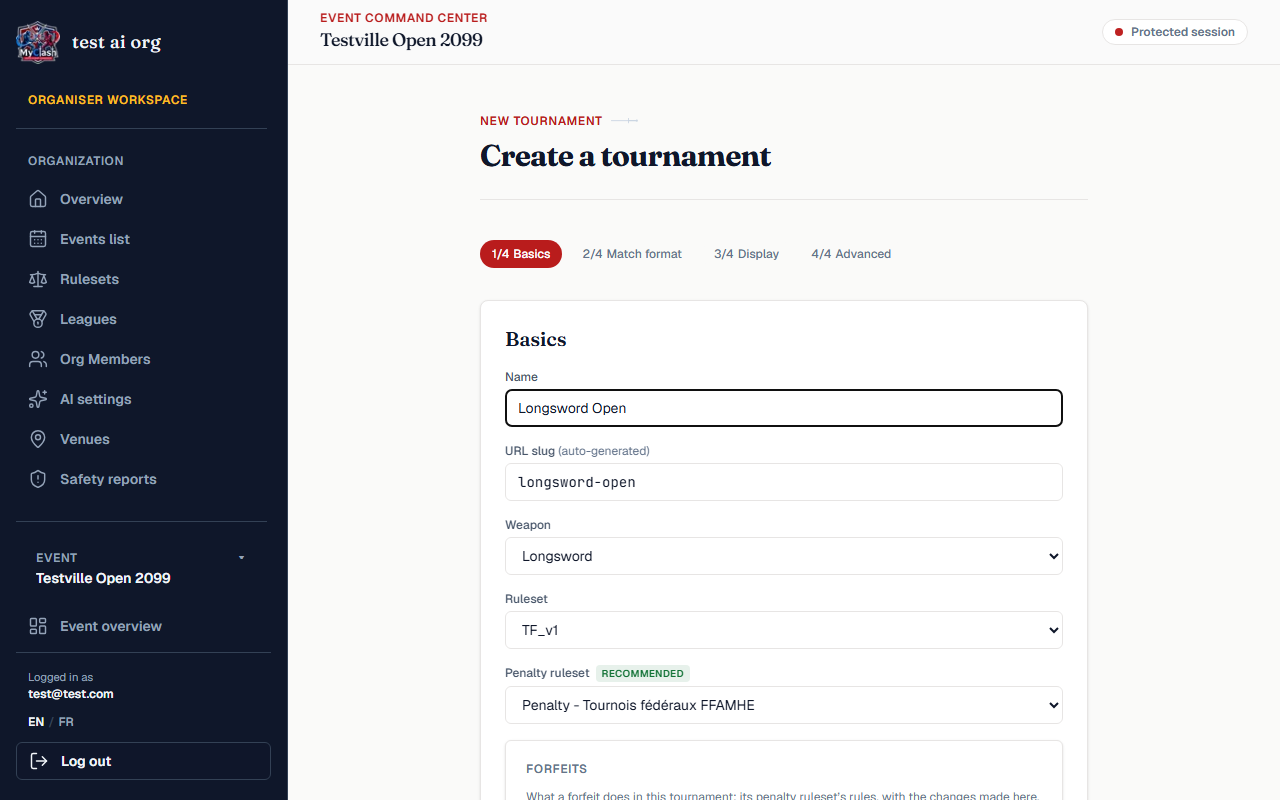 MyClash
test ai org
ORGANISER WORKSPACE
ORGANIZATION
Overview
Events list
Rulesets
Leagues
Org Members
AI settings
Venues
Safety reports
EVENT
Testville Open 2099
Event overview
Logged in as
test@test.com
EN / FR
Log out
EVENT COMMAND CENTER
Testville Open 2099
Protected session
NEW TOURNAMENT
Create a tournament
1/4 Basics
2/4 Match format
3/4 Display
4/4 Advanced
Basics
Name
Longsword Open
URL slug (auto-generated)
longsword-open
Weapon
Longsword
Ruleset
TF_v1
Penalty ruleset RECOMMENDED
Penalty - Tournois fédéraux FFAMHE
FORFEITS
What a forfeit does in this tournament: its penalty ruleset's rules, with the changes made here.